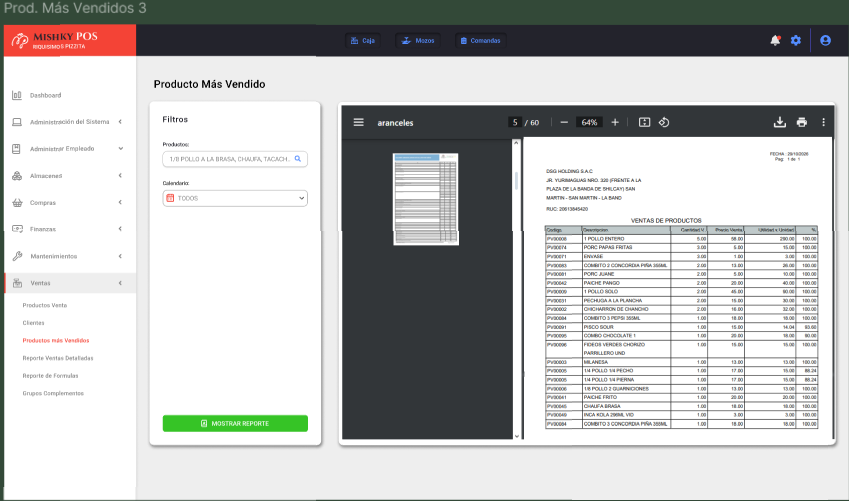 Prod. Más Vendidos 3
MISHKY POS
RIQUISIMOS PIZZITA
Caja
Mozos
Comandas
Dashboard
Administración del Sistema
Administrar Empleado
Almacenen
Compras
Finanzas
Mantenimientos
Ventas
Productos Venta
Clientes
Productos más Vendidos
Reporte Ventas Detalladas
Reporte de Formulas
Grupos Complementos
Producto Más Vendido
Filtros
Productos:
1/8 POLLO A LA BRASA, CHAUFA, TACACH..
Calendario:
TODOS
MOSTRAR REPORTE
aranceles
5 / 60
64%
FECHA : 28/10/2020
Pag: 1 de 1
DSG HOLDING S.A.C
JR. YURIMAGUAS NRO. 320 (FRENTE A LA
PLAZA DE LA BANDA DE SHILCAY) SAN
MARTIN - SAN MARTIN - LA BAND
RUC: 20613845420
VENTAS DE PRODUCTOS
Codigo Descripcion Cantidad V. Precio Venta Utilidad x Unidad %
PV00008 1 POLLO ENTERO 5.00 58.00 290.00 100.00
PV00074 PORC PAPAS FRITAS 3.00 5.00 15.00 100.00
PV00071 ENVASE 3.00 1.00 3.00 100.00
PV00083 COMBITO 2 CONCORDIA PIÑA 355ML 2.00 13.00 26.00 100.00
PV00081 PORC JUANE 2.00 5.00 10.00 100.00
PV00042 PAICHE PANGO 2.00 20.00 40.00 100.00
PV00009 1 POLLO SOLO 2.00 45.00 90.00 100.00
PV00031 PECHUGA A LA PLANCHA 2.00 15.00 30.00 100.00
PV00002 CHICHARRON DE CHANCHO 2.00 16.00 32.00 100.00
PV00084 COMBITO 3 PEPSI 355ML 1.00 18.00 18.00 100.00
PV00091 PISCO SOUR 1.00 15.00 14.04 93.60
PV00095 COMBO CHOCOLATE 1 1.00 20.00 18.00 90.00
PV00096 FIDEOS VERDES CHORIZO 1.00 15.00 15.00 100.00
PARRILLERO UND
PV00003 MILANESA 1.00 13.00 13.00 100.00
PV00005 1/4 POLLO 1/4 PECHO 1.00 17.00 15.00 88.24
PV00005 1/4 POLLO 1/4 PIERNA 1.00 17.00 15.00 88.24
PV00006 1/8 POLLO 2 GUARNICIONES 1.00 13.00 13.00 100.00
PV00041 PAICHE FRITO 1.00 20.00 20.00 100.00
PV00045 CHAUFA BRASA 1.00 18.00 18.00 100.00
PV00049 INCA KOLA 296ML VID 1.00 3.00 3.00 100.00
PV00084 COMBITO 3 CONCORDIA PIÑA 355ML 1.00 18.00 18.00 100.00